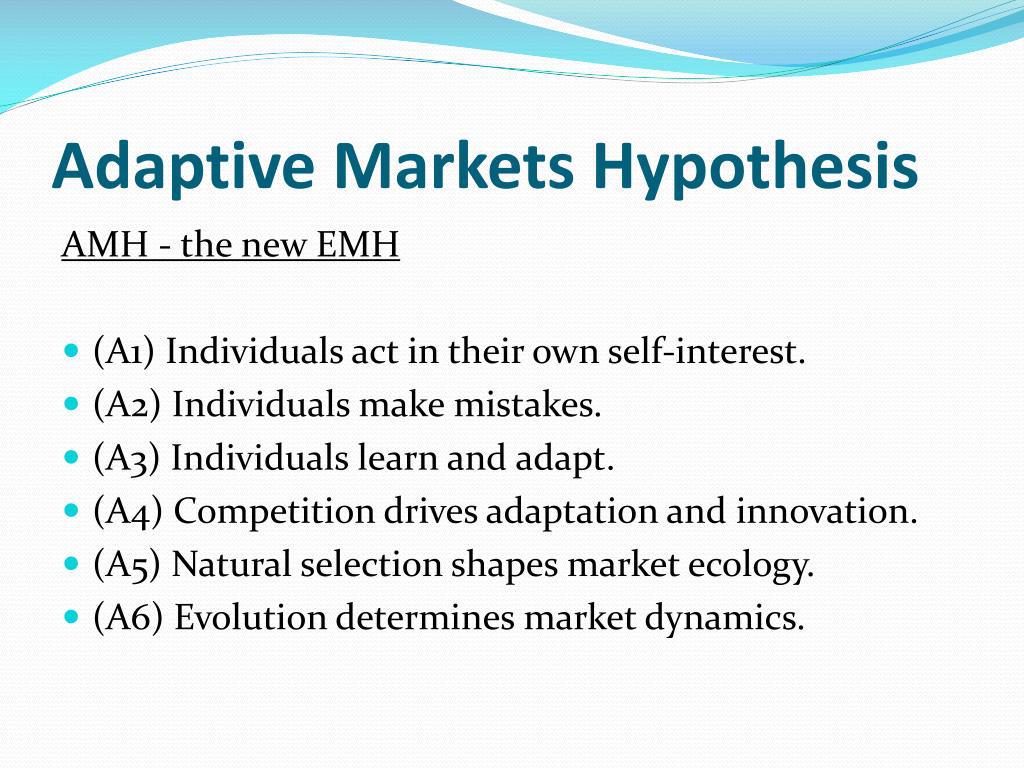 Adaptive Markets Hypothesis
AMH - the new EMH
• (A1) Individuals act in their own self-interest.
• (A2) Individuals make mistakes.
• (A3) Individuals learn and adapt.
• (A4) Competition drives adaptation and innovation.
• (A5) Natural selection shapes market ecology.
• (A6) Evolution determines market dynamics.